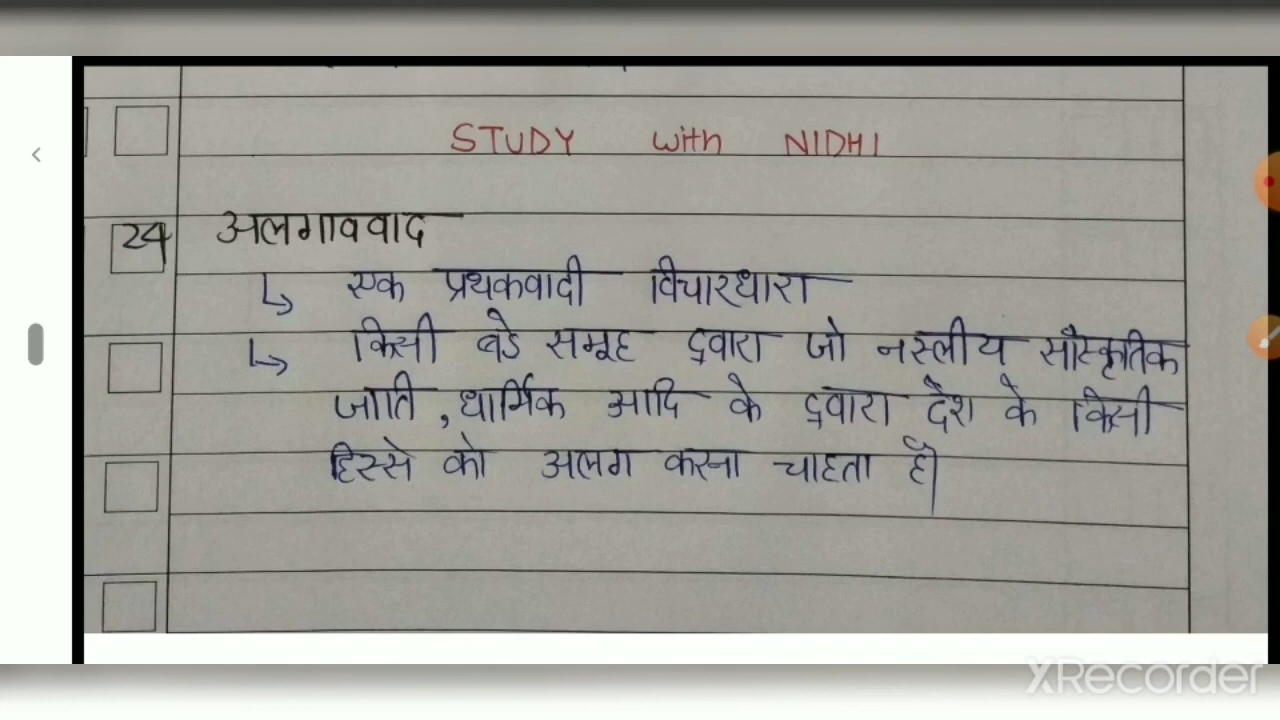 STUDY with NIDHI
24 अलगाववाद
↳ एक प्रथकवादी विचारधारा
↳ किसी बडे समूह द्वारा जो नस्लीय सौंस्कृतिक
जाति, धार्मिक आदि के द्वारा देश के किसी
हिस्से को अलग करना चाहता है।
XRecorder